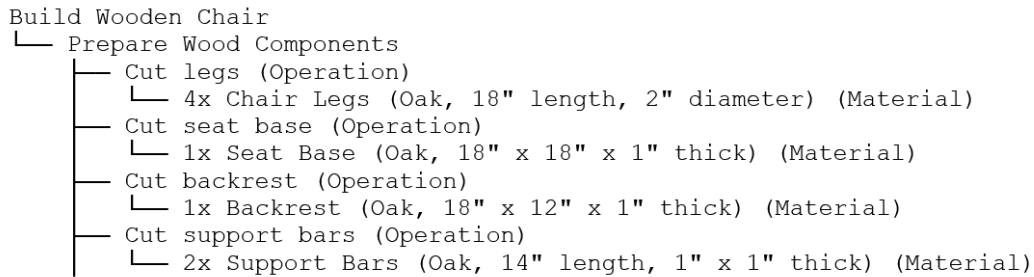 Build Wooden Chair
└── Prepare Wood Components
    ├── Cut legs (Operation)
    │   └── 4x Chair Legs (Oak, 18" length, 2" diameter) (Material)
    ├── Cut seat base (Operation)
    │   └── 1x Seat Base (Oak, 18" x 18" x 1" thick) (Material)
    ├── Cut backrest (Operation)
    │   └── 1x Backrest (Oak, 18" x 12" x 1" thick) (Material)
    ├── Cut support bars (Operation)
    │   └── 2x Support Bars (Oak, 14" length, 1" x 1" thick) (Material)